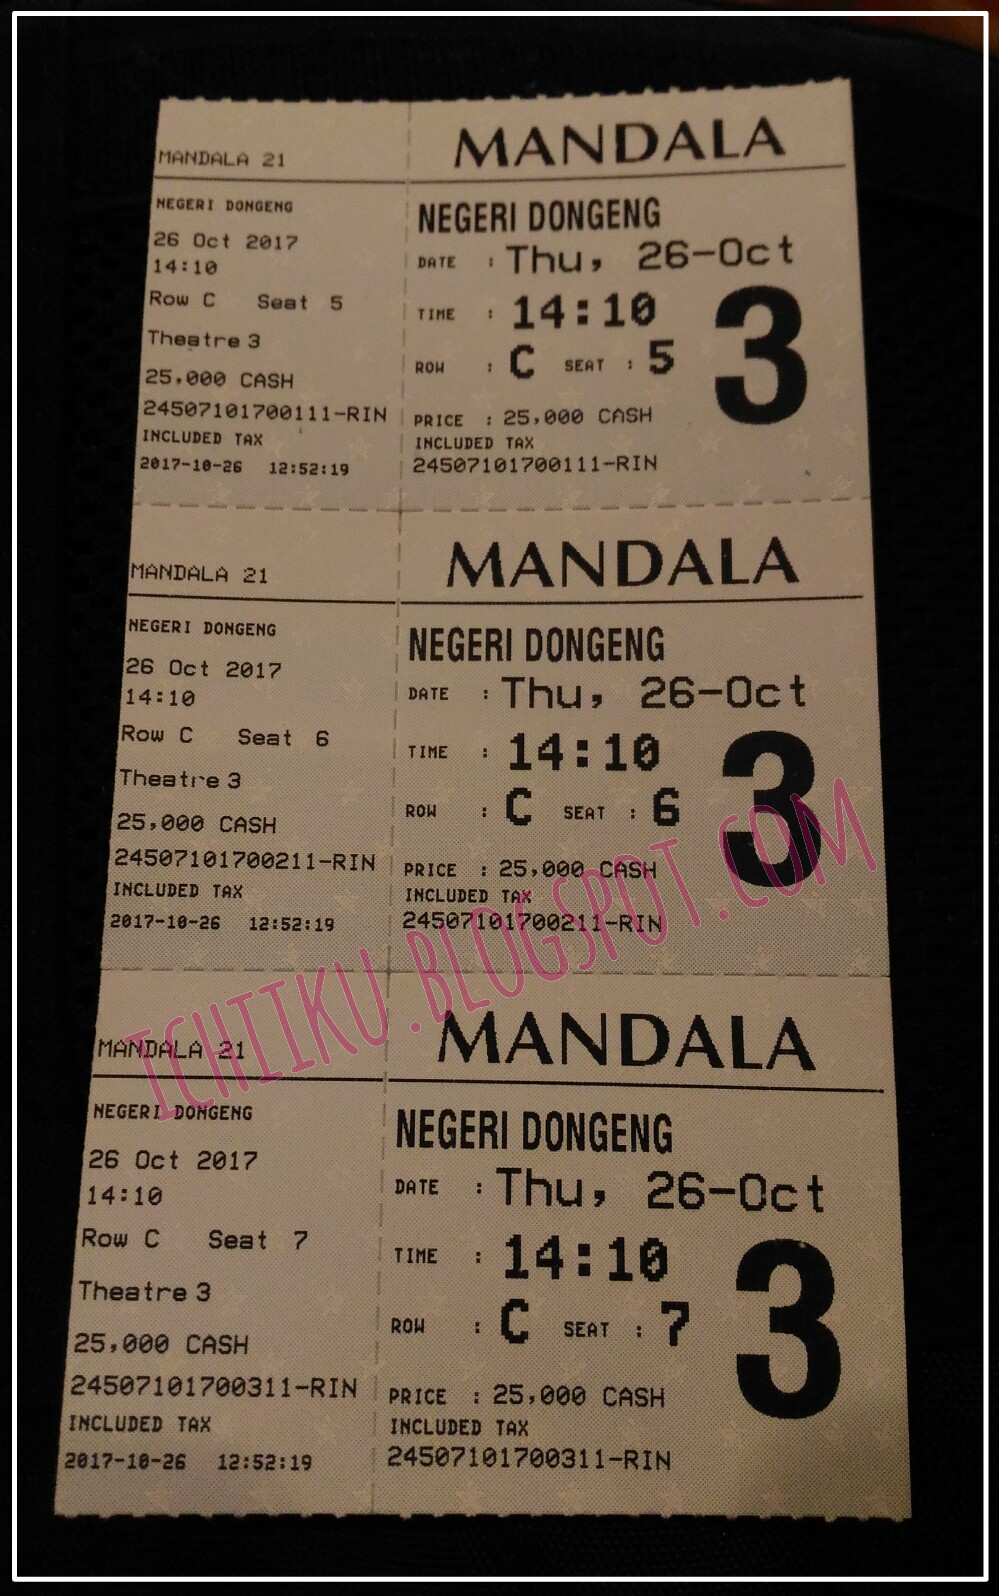 MANDALA 21
NEGERI DONGENG
26 Oct 2017
14:10
Row C Seat 5
Theatre 3
25,000 CASH
24507101700111-RIN
INCLUDED TAX
2017-10-26 12:52:19
MANDALA
NEGERI DONGENG
DATE : Thu, 26-Oct
TIME : 14:10
ROW : C SEAT : 5
3
PRICE : 25,000 CASH
INCLUDED TAX
24507101700111-RIN
MANDALA 21
NEGERI DONGENG
26 Oct 2017
14:10
Row C Seat 6
Theatre 3
25,000 CASH
24507101700211-RIN
INCLUDED TAX
2017-10-26 12:52:19
MANDALA
NEGERI DONGENG
DATE : Thu, 26-Oct
TIME : 14:10
ROW : C SEAT : 6
3
PRICE : 25,000 CASH
INCLUDED TAX
24507101700211-RIN
ICHIIKU.BLOGSPOT.COM
MANDALA 21
NEGERI DONGENG
26 Oct 2017
14:10
Row C Seat 7
Theatre 3
25,000 CASH
24507101700311-RIN
INCLUDED TAX
2017-10-26 12:52:19
MANDALA
NEGERI DONGENG
DATE : Thu, 26-Oct
TIME : 14:10
ROW : C SEAT : 7
3
PRICE : 25,000 CASH
INCLUDED TAX
24507101700311-RIN